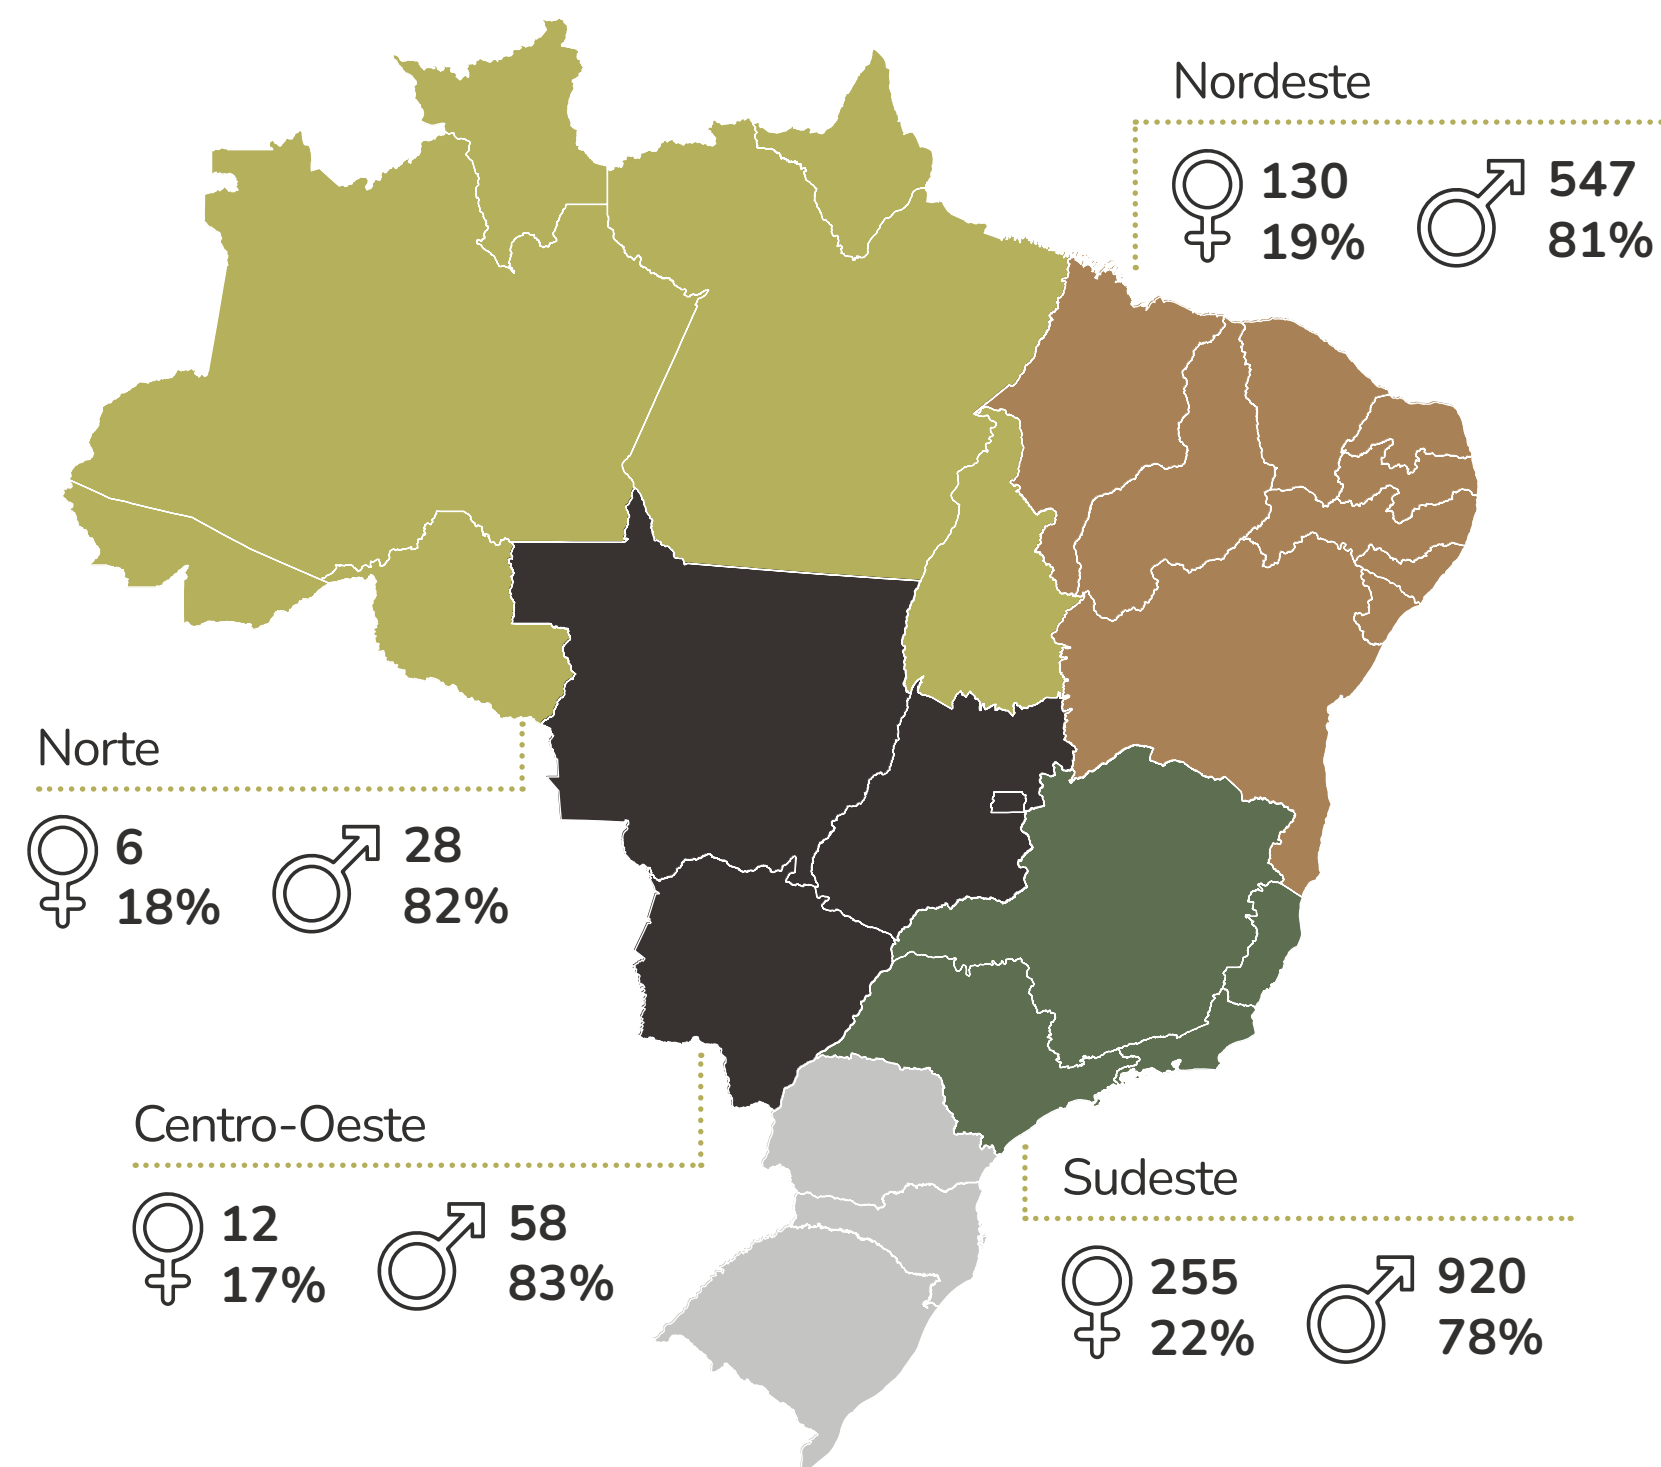 Nordeste
130 547
19% 81%
Norte
6 28
18% 82%
Centro-Oeste
12 58
17% 83%
Sudeste
255 920
22% 78%